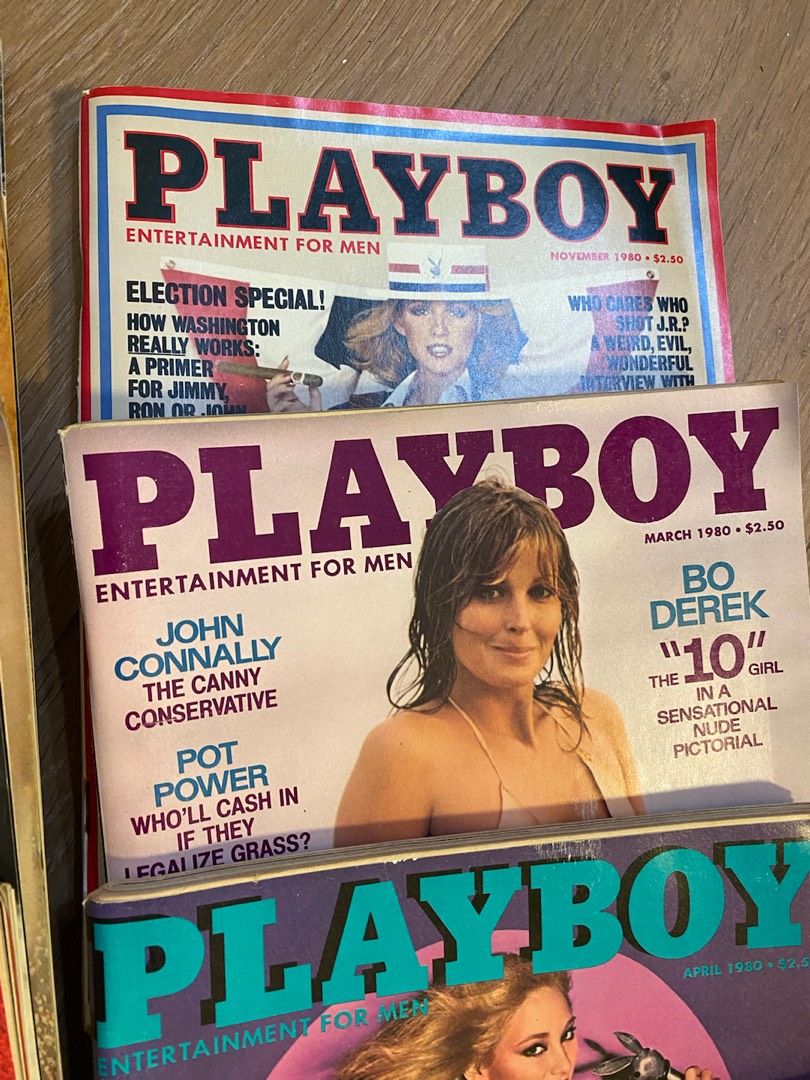 PLAYBOY
ENTERTAINMENT FOR MEN
NOVEMBER 1980 • $2.50
ELECTION SPECIAL!
HOW WASHINGTON
REALLY WORKS:
A PRIMER
FOR JIMMY,
RON OR JOHN
WHO CARES WHO
SHOT J.R.?
A WEIRD, EVIL,
WONDERFUL
INTERVIEW WITH
PLAYBOY
ENTERTAINMENT FOR MEN
MARCH 1980 • $2.50
JOHN
CONNALLY
THE CANNY
CONSERVATIVE
POT
POWER
WHO'LL CASH IN
IF THEY
LEGALIZE GRASS?
BO
DEREK
THE "10" GIRL
IN A
SENSATIONAL
NUDE
PICTORIAL
PLAYBOY
ENTERTAINMENT FOR MEN
APRIL 1980 • $2.5